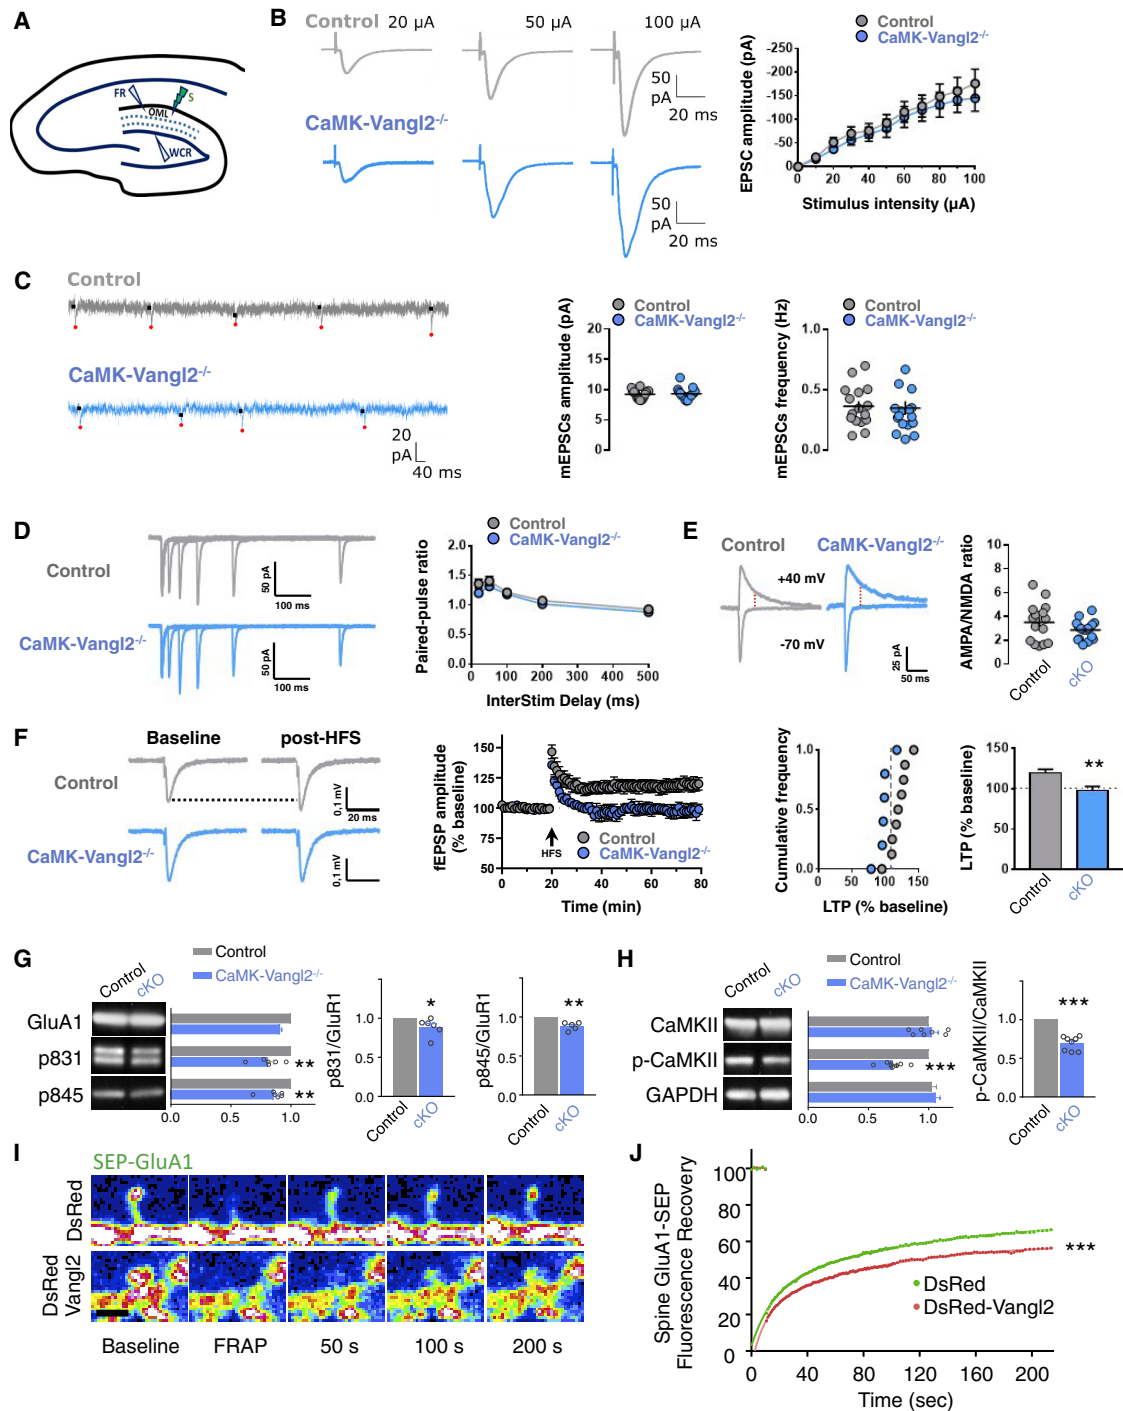 A
FR
S
OML
WCR
B
Control 20 µA 50 µA 100 µA
50
pA
20 ms
CaMK-Vangl2-/-
50
pA
20 ms
Control
CaMK-Vangl2-/-
EPSC amplitude (pA)
-250
-200
-150
-100
-50
0
0 20 40 60 80 100
Stimulus intensity (µA)
C
Control
CaMK-Vangl2-/-
20
pA
40 ms
Control
CaMK-Vangl2-/-
mEPSCs amplitude (pA)
20
15
10
5
0
Control
CaMK-Vangl2-/-
mEPSCs frequency (Hz)
1.0
0.5
0.0
D
Control
50 pA
100 ms
CaMK-Vangl2-/-
50 pA
100 ms
Control
CaMK-Vangl2-/-
Paired-pulse ratio
2.0
1.5
1.0
0.5
0.0
0 100 200 300 400 500
InterStim Delay (ms)
E
Control CaMK-Vangl2-/-
+40 mV
-70 mV
25 pA
50 ms
AMPA/NMDA ratio
10
8
6
4
2
0
Control cKO
F
Baseline post-HFS
Control
0,1 mV
20 ms
CaMK-Vangl2-/-
0,1 mV
fEPSP amplitude
(% baseline)
150
125
100
75
50
HFS
Control
CaMK-Vangl2-/-
0 20 40 60 80
Time (min)
Cumulative frequency
1.0
0.5
0.0
0 50 100 150
LTP (% baseline)
LTP (% baseline)
150
100
50
0
**
Control cKO
G
Control cKO
Control
CaMK-Vangl2-/-
GluA1
p831
**
p845
**
0.0 0.5 1.0
p831/GluR1
1.0
0.5
0.0
*
Control cKO
p845/GluR1
1.0
0.5
0.0
**
Control cKO
H
Control cKO
Control
CaMK-Vangl2-/-
CaMKII
p-CaMKII
***
GAPDH
0.0 0.5 1.0
p-CaMKII/CaMKII
1.0
0.5
0.0
***
Control cKO
I
SEP-GluA1
DsRed
DsRed
Vangl2
Baseline FRAP 50 s 100 s 200 s
J
Spine GluA1-SEP
Fluorescence Recovery
100
80
60
40
20
0
***
DsRed
DsRed-Vangl2
0 40 80 120 160 200
Time (sec)